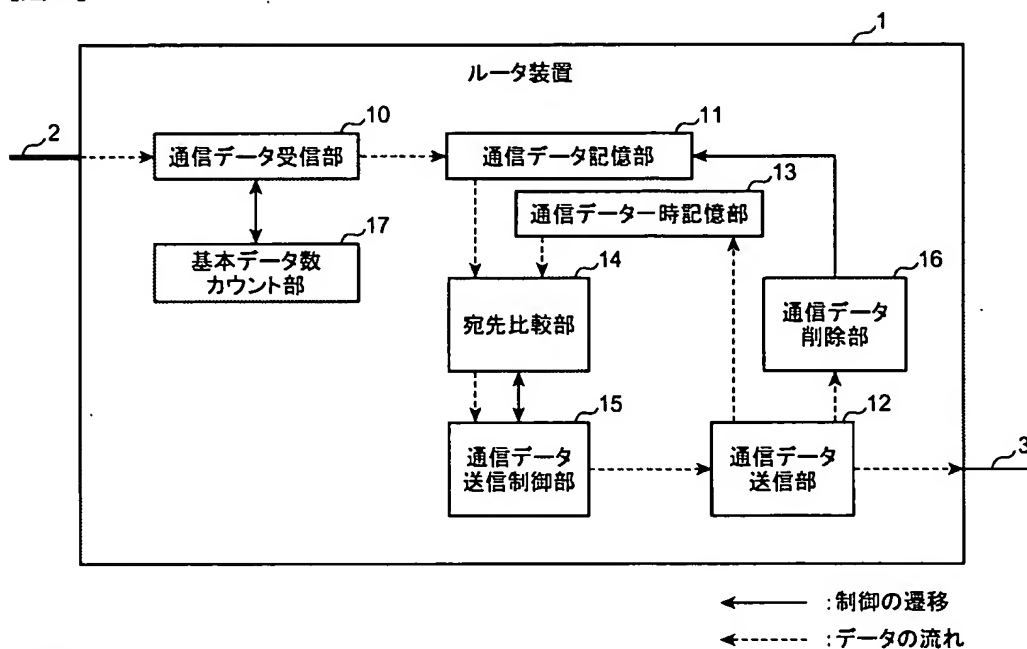 1
ルータ装置
2
10
通信データ受信部
11
通信データ記憶部
13
通信データ一時記憶部
17
基本データ数
カウント部
14
宛先比較部
16
通信データ
削除部
15
通信データ
送信制御部
12
通信データ
送信部
3
:制御の遷移
:データの流れ